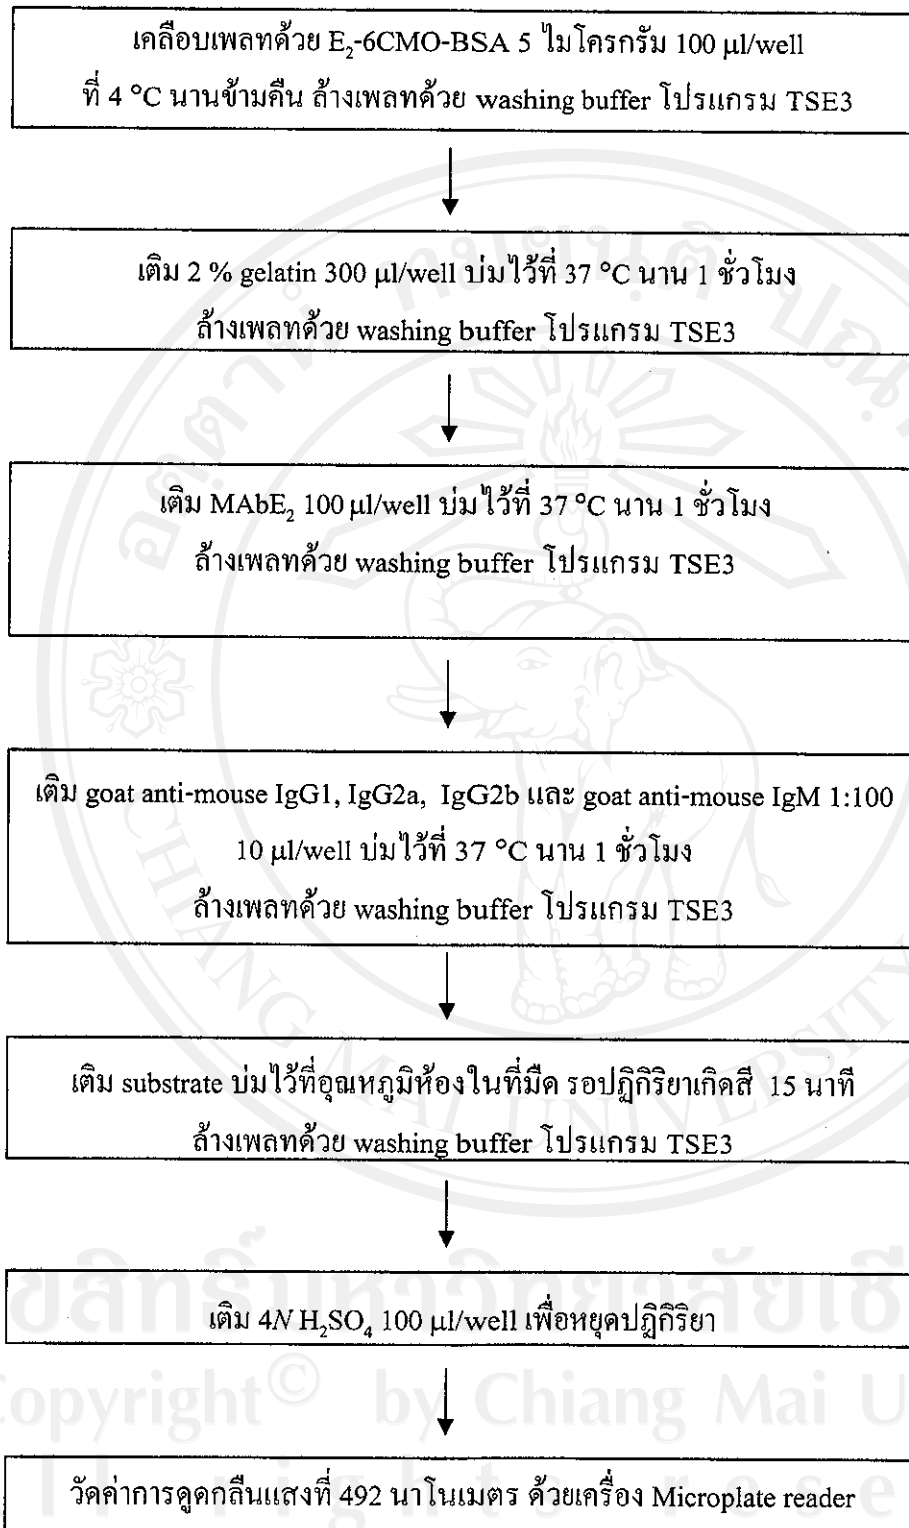 เคลือบเพลทด้วย E₂-6CMO-BSA 5 ไมโครกรัม 100 µl/well
ที่ 4 °C นานข้ามคืน ล้างเพลทด้วย washing buffer โปรแกรม TSE3
เติม 2 % gelatin 300 µl/well บ่มไว้ที่ 37 °C นาน 1 ชั่วโมง
ล้างเพลทด้วย washing buffer โปรแกรม TSE3
เติม MAbE₂ 100 µl/well บ่มไว้ที่ 37 °C นาน 1 ชั่วโมง
ล้างเพลทด้วย washing buffer โปรแกรม TSE3
เติม goat anti-mouse IgG1, IgG2a, IgG2b และ goat anti-mouse IgM 1:100
10 µl/well บ่มไว้ที่ 37 °C นาน 1 ชั่วโมง
ล้างเพลทด้วย washing buffer โปรแกรม TSE3
เติม substrate บ่มไว้ที่อุณหภูมิห้องในที่มืด รอปฏิกิริยาเกิดสี 15 นาที
ล้างเพลทด้วย washing buffer โปรแกรม TSE3
เติม 4N H₂SO₄ 100 µl/well เพื่อหยุดปฏิกิริยา
วัดค่าการดูดกลืนแสงที่ 492 นาโนเมตร ด้วยเครื่อง Microplate reader
CHIANG MAI UNIVERSITY
Copyright© by Chiang Mai U